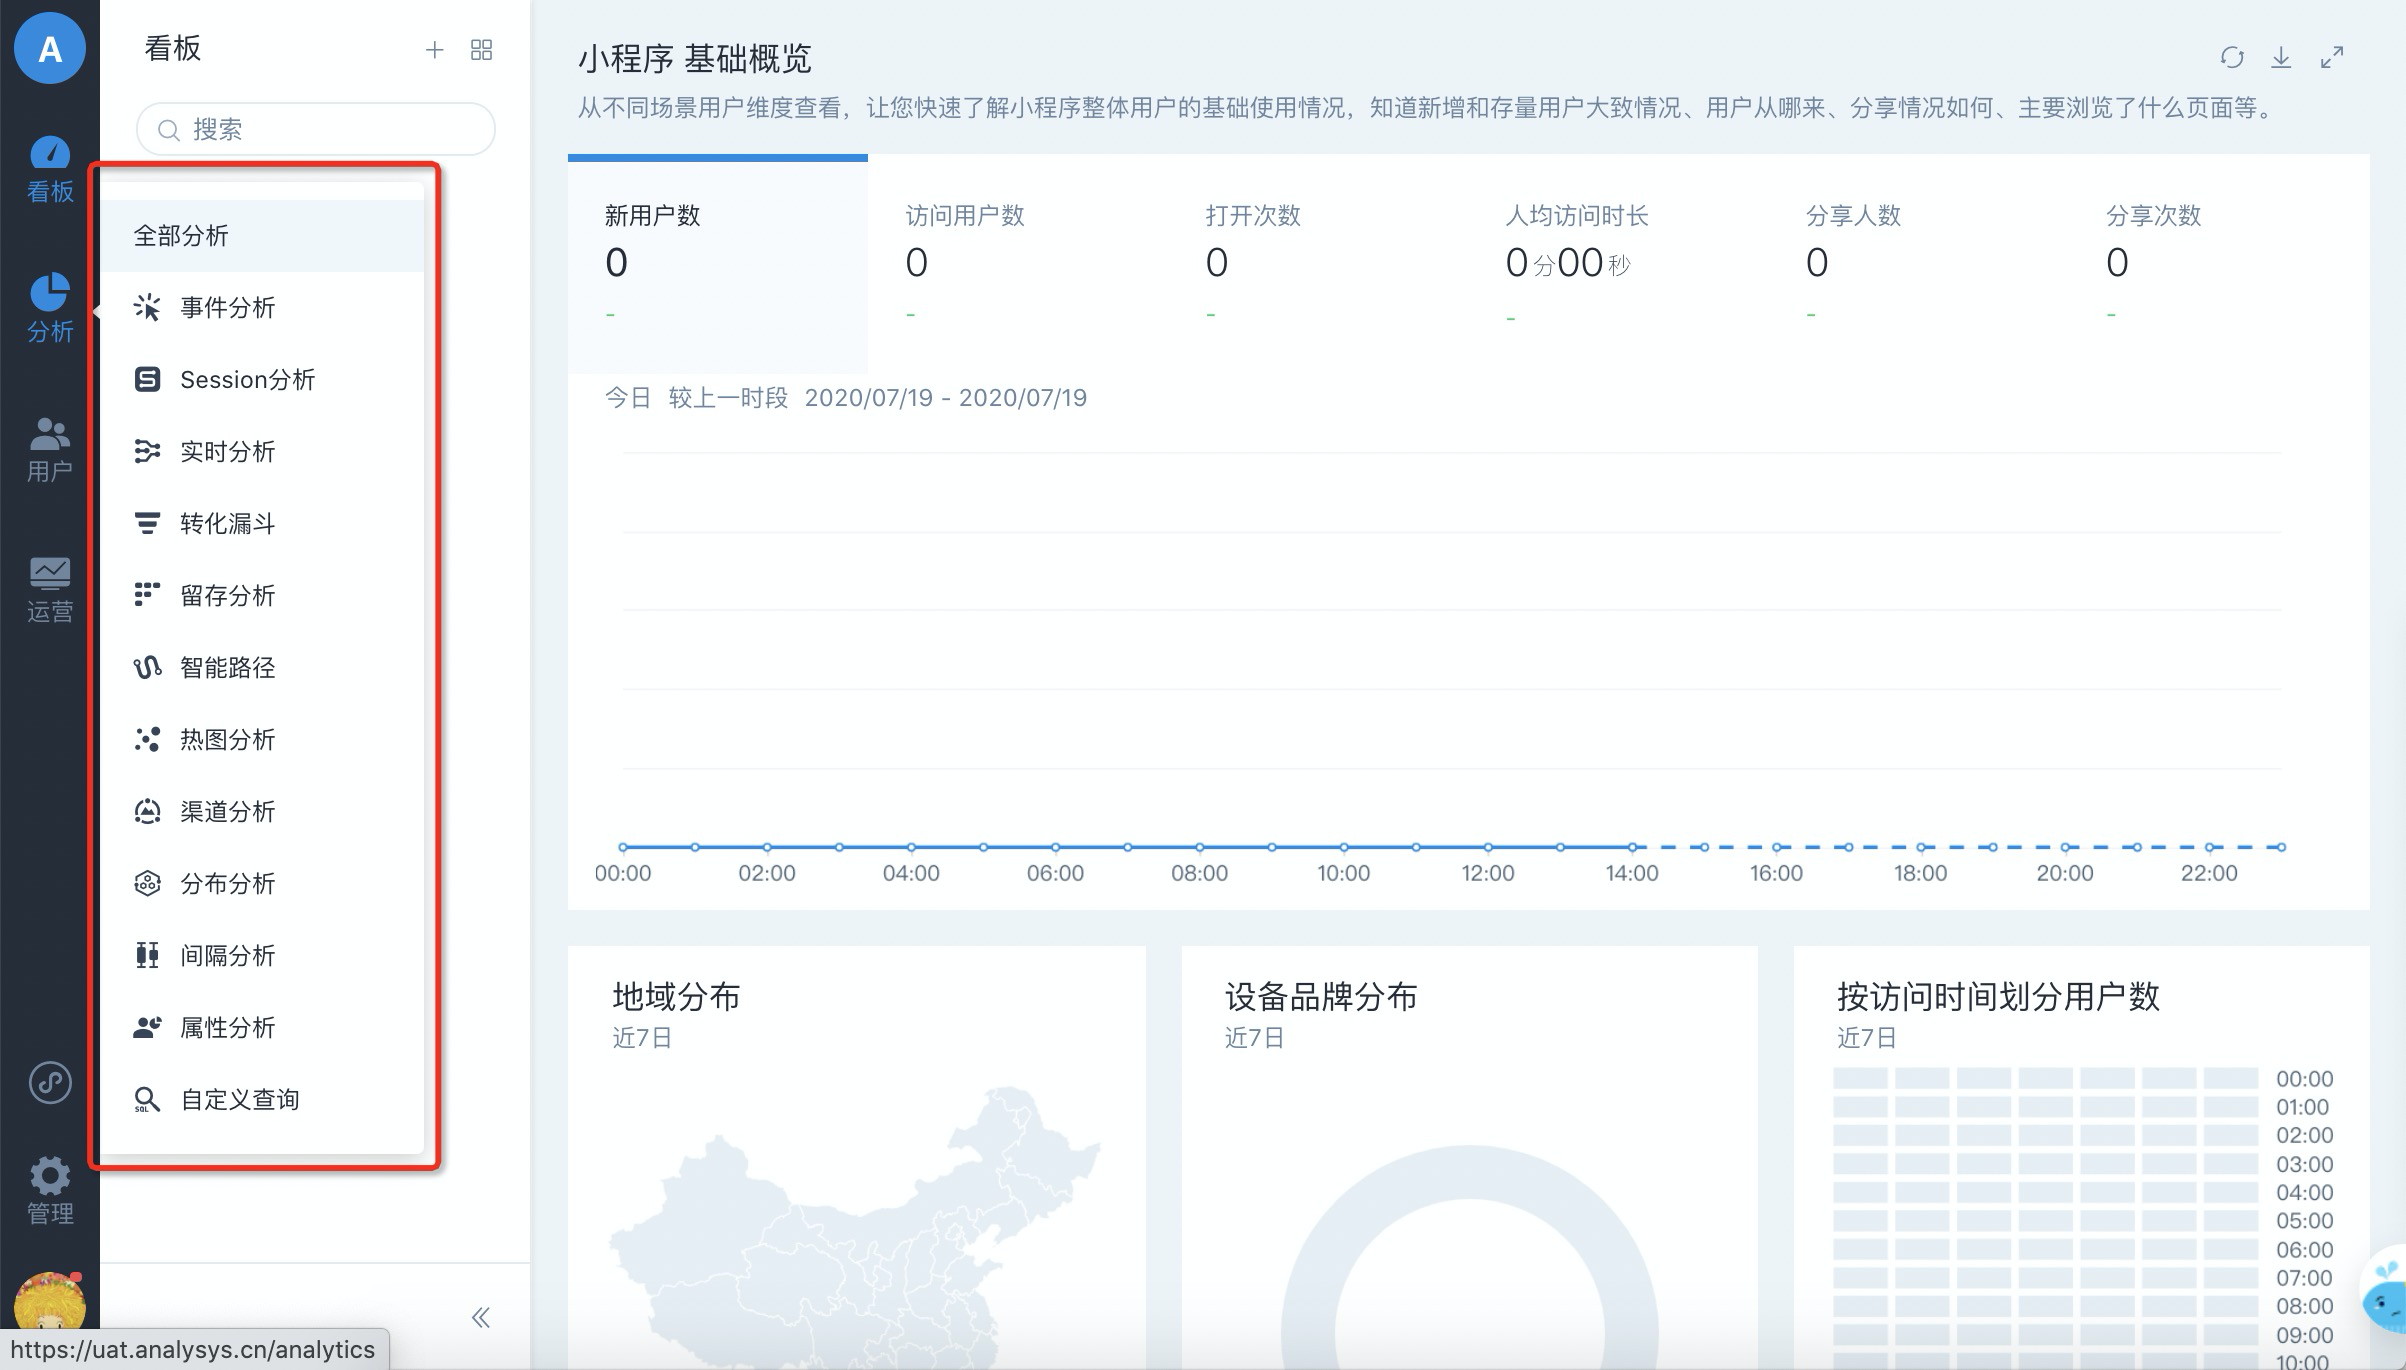 A
看板
搜索
看板
分析
用户
运营
管理
全部分析
事件分析
Session分析
实时分析
转化漏斗
留存分析
智能路径
热图分析
渠道分析
分布分析
间隔分析
属性分析
SQL 自定义查询
https://uat.analysys.cn/analytics
小程序 基础概览
从不同场景用户维度查看，让您快速了解小程序整体用户的基础使用情况，知道新增和存量用户大致情况、用户从哪来、分享情况如何、主要浏览了什么页面等。
新用户数 访问用户数 打开次数 人均访问时长 分享人数 分享次数
0 0 0 0分00秒 0 0
- - - - - -
今日 较上一时段 2020/07/19 - 2020/07/19
00:00 02:00 04:00 06:00 08:00 10:00 12:00 14:00 16:00 18:00 20:00 22:00
地域分布
近7日
设备品牌分布
近7日
按访问时间划分用户数
近7日
00:00
01:00
02:00
03:00
04:00
05:00
06:00
07:00
08:00
09:00
10:00